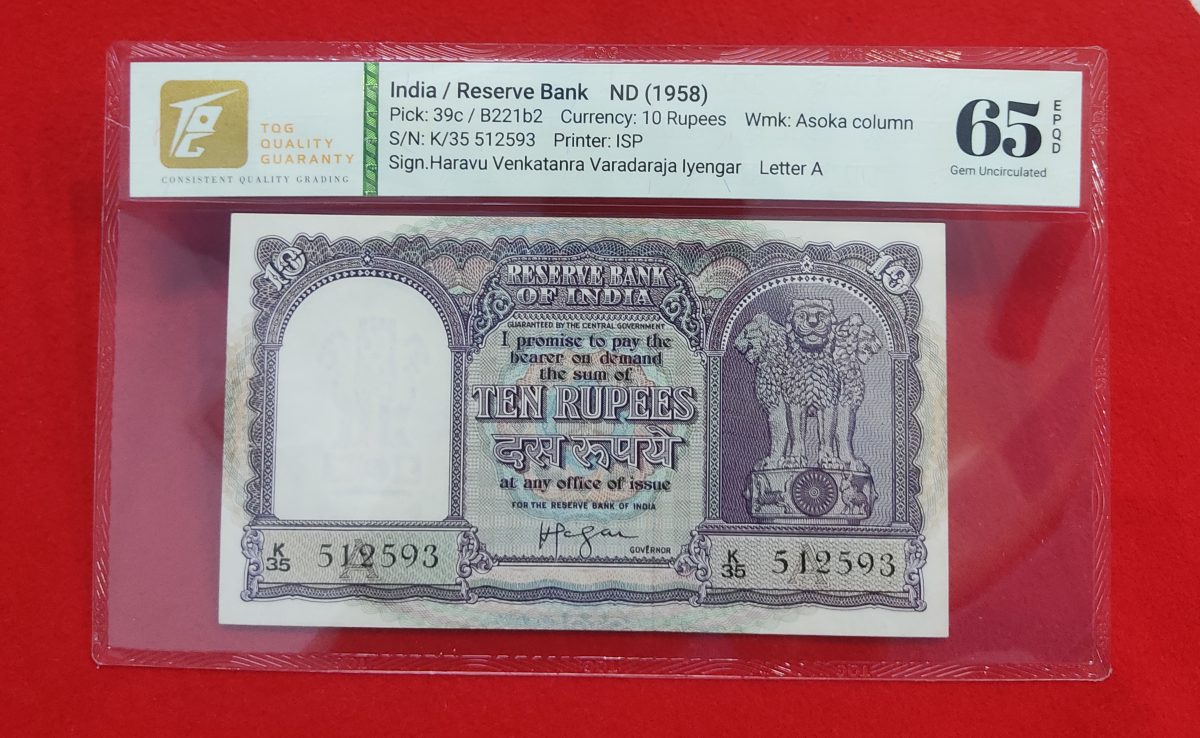 TQG
QUALITY
GUARANTY
CONSISTENT QUALITY GRADING
India / Reserve Bank ND (1958)
Pick: 39c / B221b2 Currency: 10 Rupees Wmk: Asoka column
S/N: K/35 512593 Printer: ISP
Sign.Haravu Venkatanra Varadaraja Iyengar Letter A
65
EPQD
Gem Uncirculated
10
10
RESERVE BANK
OF INDIA
GUARANTEED BY THE CENTRAL GOVERNMENT
I promise to pay the
bearer on demand
the sum of
TEN RUPEES
दस रुपये
at any office of issue
FOR THE RESERVE BANK OF INDIA
GOVERNOR
K
35 512593
A
K
35 512593
A